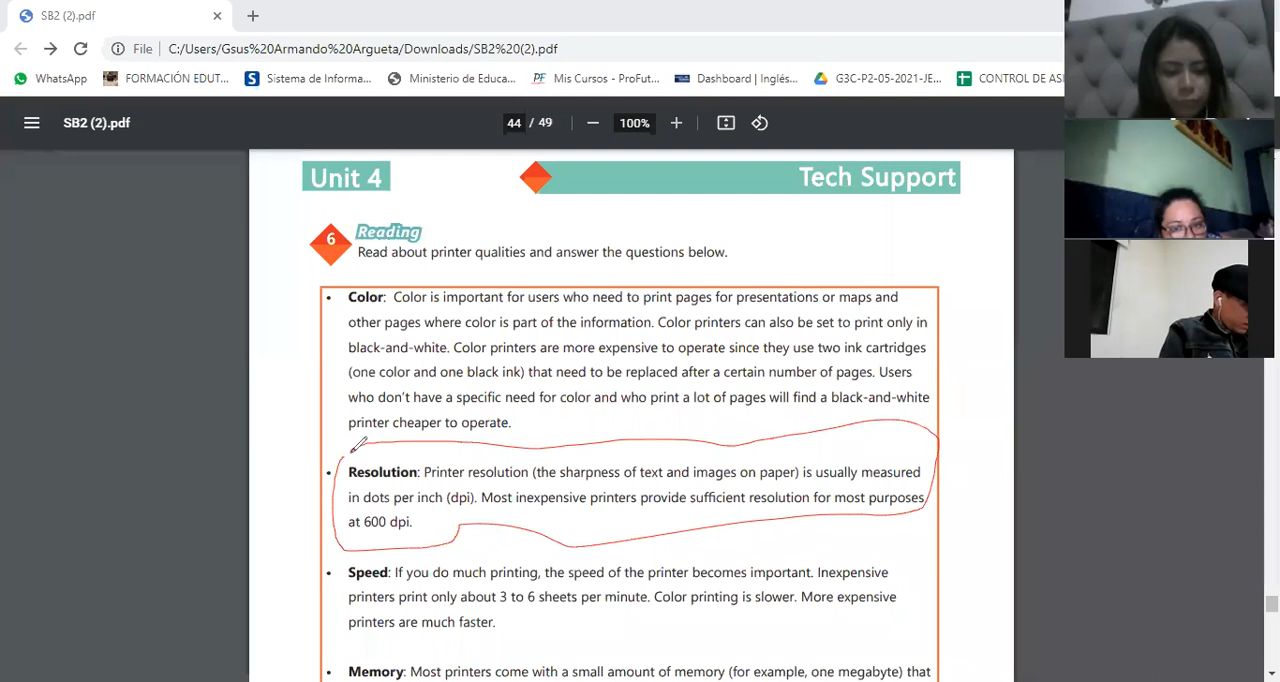 SB2 (2).pdf
File C:/Users/Gsus%20Armando%20Argueta/Downloads/SB2%20(2).pdf
WhatsApp FORMACIÓN EDUT... Sistema de Informa... Ministerio de Educa... Mis Cursos - ProFut... Dashboard | Inglés,... G3C-P2-05-2021-JE... CONTROL DE ASI
SB2 (2).pdf 44 / 49 100%
Unit 4 Tech Support
6 Reading
Read about printer qualities and answer the questions below.
• Color: Color is important for users who need to print pages for presentations or maps and
other pages where color is part of the information. Color printers can also be set to print only in
black-and-white. Color printers are more expensive to operate since they use two ink cartridges
(one color and one black ink) that need to be replaced after a certain number of pages. Users
who don't have a specific need for color and who print a lot of pages will find a black-and-white
printer cheaper to operate.
• Resolution: Printer resolution (the sharpness of text and images on paper) is usually measured
in dots per inch (dpi). Most inexpensive printers provide sufficient resolution for most purposes
at 600 dpi.
• Speed: If you do much printing, the speed of the printer becomes important. Inexpensive
printers print only about 3 to 6 sheets per minute. Color printing is slower. More expensive
printers are much faster.
• Memory: Most printers come with a small amount of memory (for example, one megabyte) that